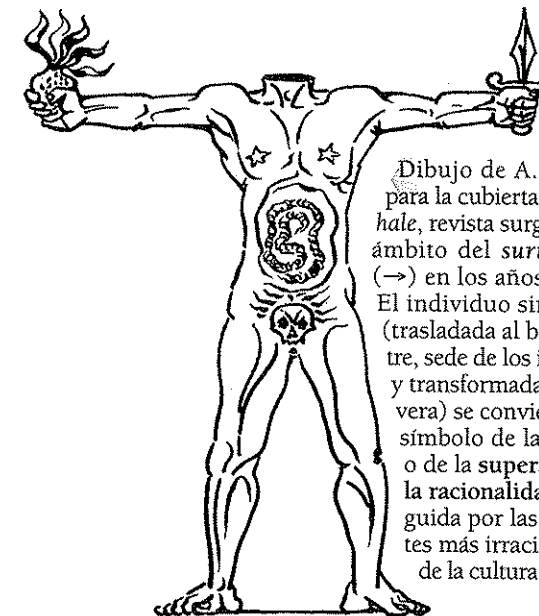 Dibujo de A.
para la cubierta
hale, revista surg
ámbito del sur
(→) en los años
El individuo sin
(trasladada al b
tre, sede de los i
y transformada
vera) se convie
símbolo de la
o de la super
la racionalida
guida por las
tes más irraci
de la cultura